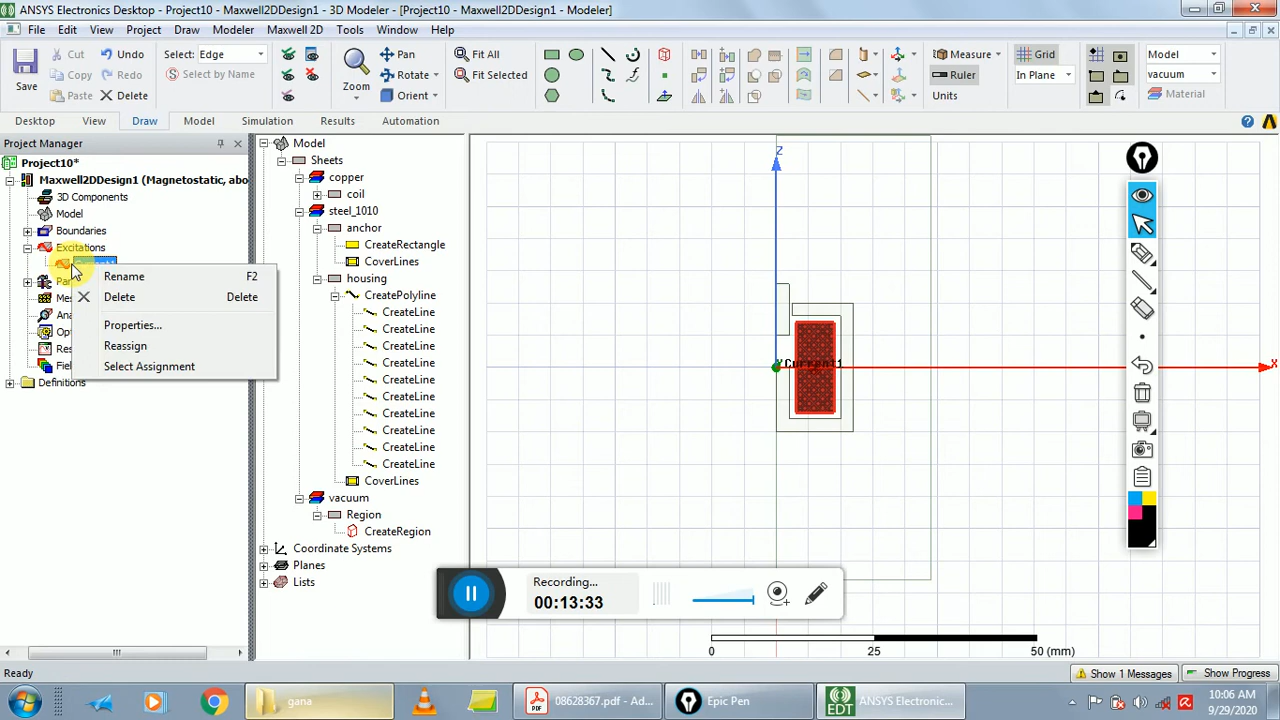 ANSYS Electronics Desktop - Project10 - Maxwell2DDesign1 - 3D Modeler - [Project10 - Maxwell2DDesign1 - Modeler]
File Edit View Project Draw Modeler Maxwell 2D Tools Window Help
Save Cut Undo Select: Edge Zoom Pan Fit All Measure Grid Model
Copy Redo Select by Name Rotate Fit Selected Ruler In Plane vacuum
Paste Delete Orient Units Material
Desktop View Draw Model Simulation Results Automation
Project Manager
Project10*
Maxwell2DDesign1 (Magnetostatic, abo
3D Components
Model
Boundaries
Excitations
Rename F2
Delete Delete
Properties...
Reassign
Select Assignment
Definitions
Model
Sheets
copper
coil
steel_1010
anchor
CreateRectangle
CoverLines
housing
CreatePolyline
CreateLine
CreateLine
CreateLine
CreateLine
CreateLine
CreateLine
CreateLine
CreateLine
CreateLine
CreateLine
CoverLines
vacuum
Region
CreateRegion
Coordinate Systems
Planes
Lists
Z
Current1
X
Recording...
00:13:33
0 25 50 (mm)
Ready
Show 1 Messages Show Progress
gana 08628367.pdf - Ad... Epic Pen ANSYS Electronic...
10:06 AM
9/29/2020